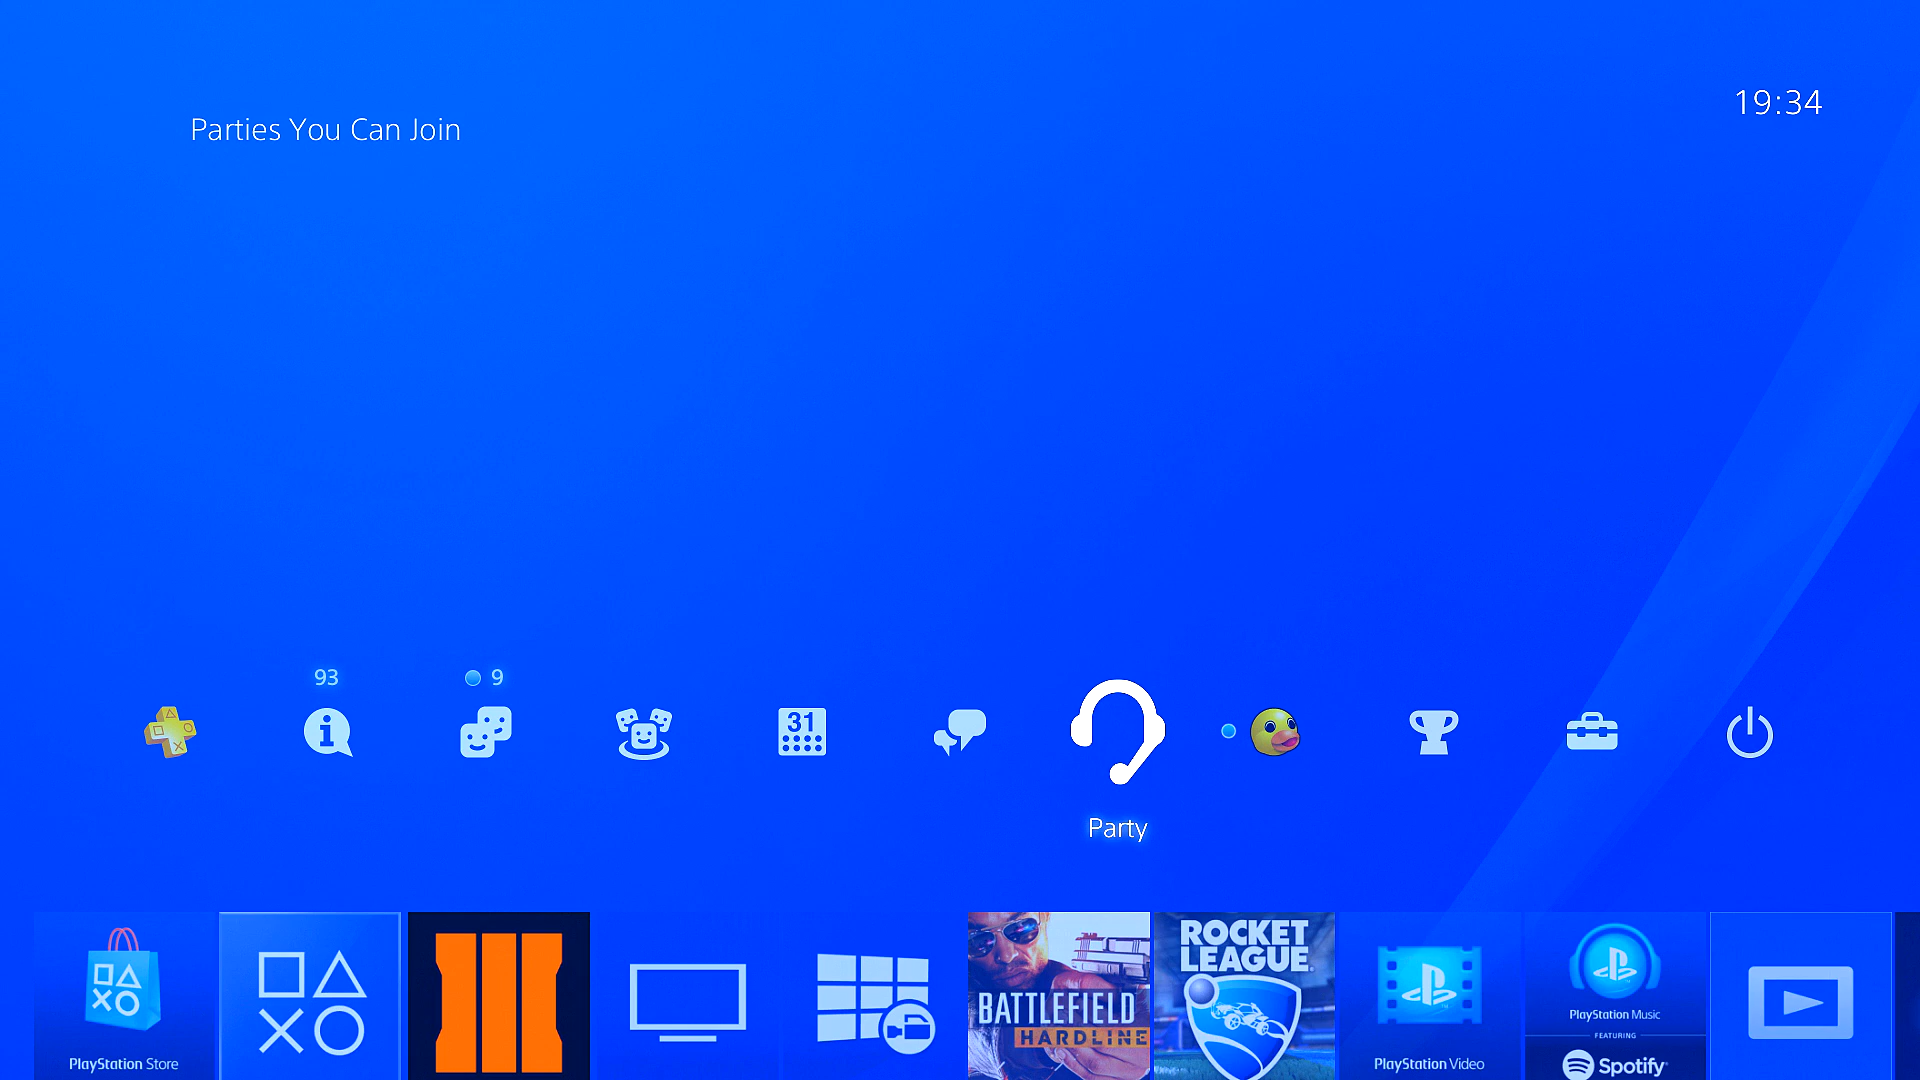 19:34
Parties You Can Join
93
9
31
Party
PlayStation Store
BATTLEFIELD
HARDLINE
ROCKET
LEAGUE
PlayStation Video
PlayStation Music
FEATURING
Spotify